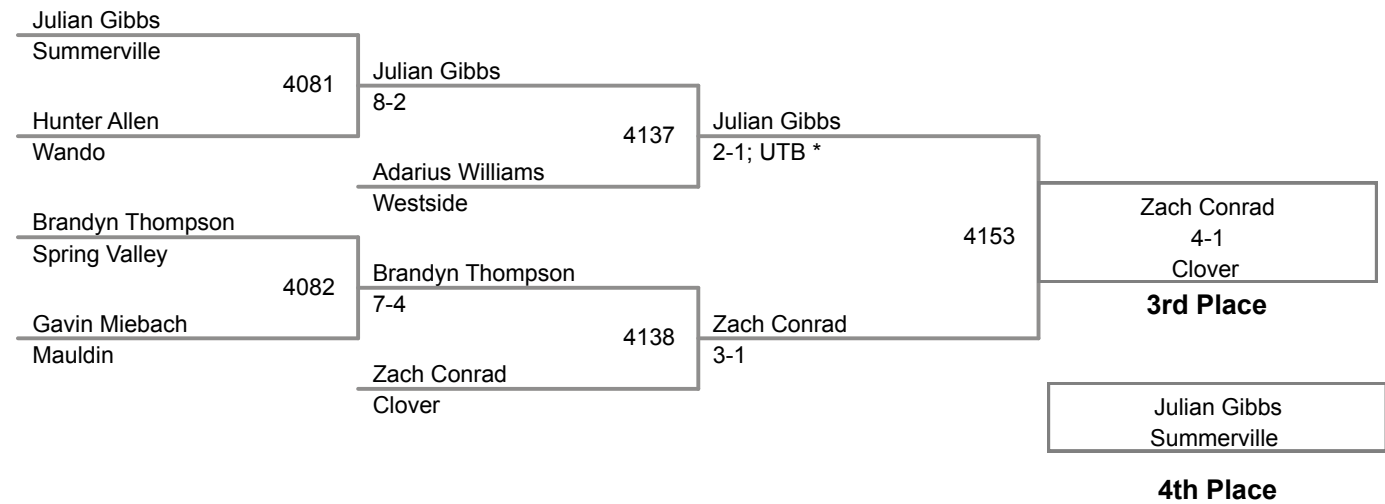 Julian Gibbs
Summerville
4081
Hunter Allen
Wando
Brandyn Thompson
Spring Valley
4082
Gavin Miebach
Mauldin
Julian Gibbs
8-2
4137
Adarius Williams
Westside
Brandyn Thompson
7-4
4138
Zach Conrad
Clover
Julian Gibbs
2-1; UTB *
4153
Zach Conrad
3-1
Zach Conrad
4-1
Clover
3rd Place
Julian Gibbs
Summerville
4th Place